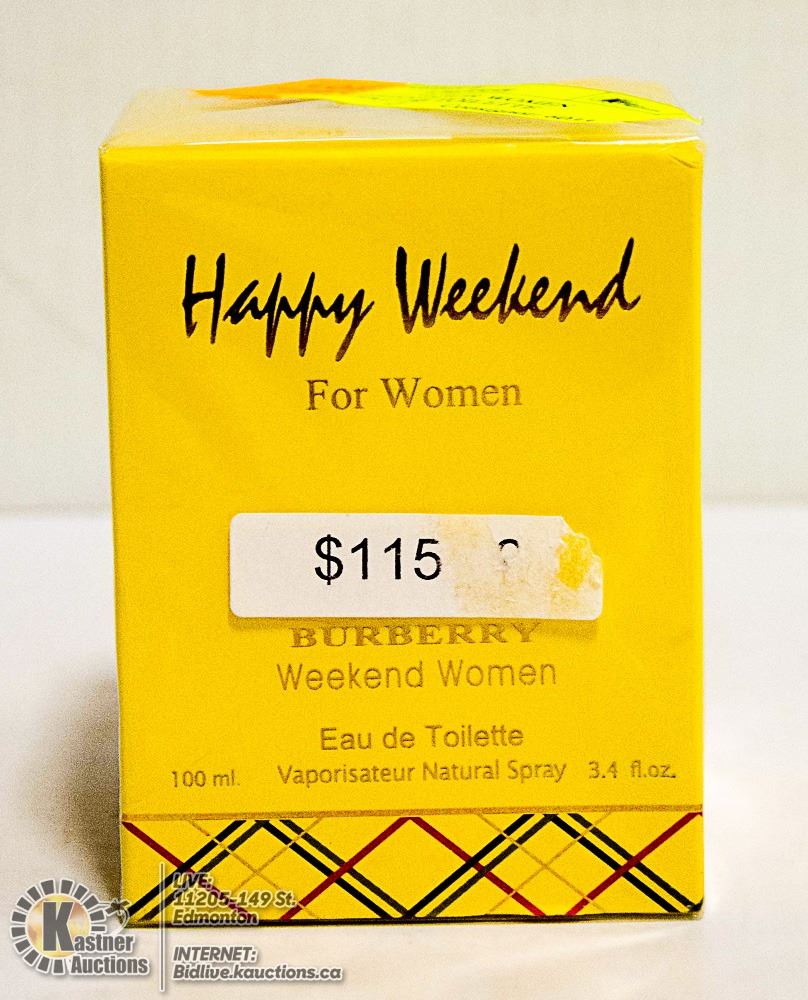 WOMEN
Happy Weekend
For Women
$115
BURBERRY
Weekend Women
Eau de Toilette
100 ml. Vaporisateur Natural Spray 3.4 fl.oz.
Kastner
Auctions
LIVE:
11205-149 St.
Edmonton
INTERNET:
Bidlive.kauctions.ca